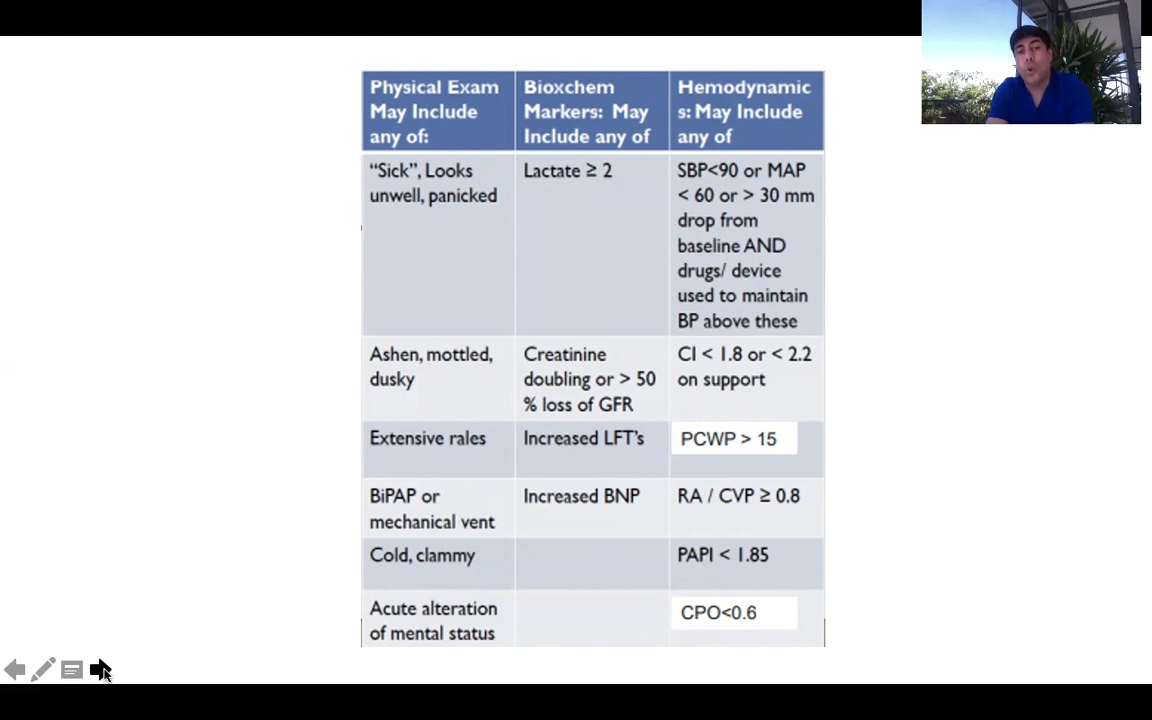 Physical Exam
May Include
any of:
Bioxchem
Markers: May
Include any of
Hemodynamic
s: May Include
any of
“Sick”, Looks
unwell, panicked
Lactate ≥ 2
SBP<90 or MAP
< 60 or > 30 mm
drop from
baseline AND
drugs/ device
used to maintain
BP above these
Ashen, mottled,
dusky
Creatinine
doubling or > 50
% loss of GFR
CI < 1.8 or < 2.2
on support
Extensive rales
Increased LFT’s
PCWP > 15
BiPAP or
mechanical vent
Increased BNP
RA / CVP ≥ 0.8
Cold, clammy
PAPI < 1.85
Acute alteration
of mental status
CPO<0.6